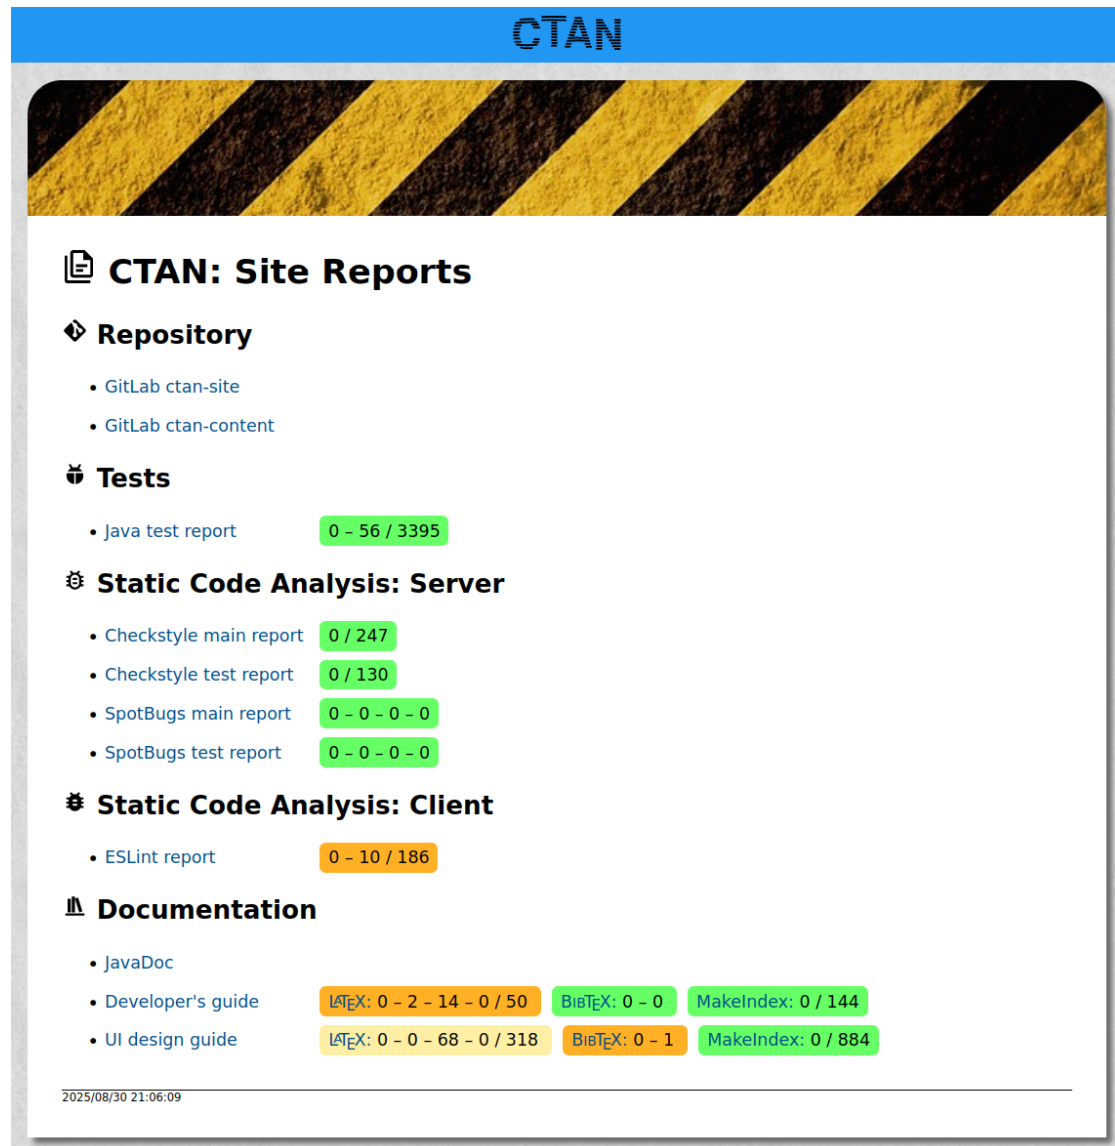 CTAN
CTAN: Site Reports
Repository
• GitLab ctan-site
• GitLab ctan-content
Tests
• Java test report 0 – 56 / 3395
Static Code Analysis: Server
• Checkstyle main report 0 / 247
• Checkstyle test report 0 / 130
• SpotBugs main report 0 – 0 – 0 – 0
• SpotBugs test report 0 – 0 – 0 – 0
Static Code Analysis: Client
• ESLint report 0 – 10 / 186
Documentation
• JavaDoc
• Developer's guide LATEX: 0 – 2 – 14 – 0 / 50 BIBTEX: 0 – 0 MakeIndex: 0 / 144
• UI design guide LATEX: 0 – 0 – 68 – 0 / 318 BIBTEX: 0 – 1 MakeIndex: 0 / 884
2025/08/30 21:06:09